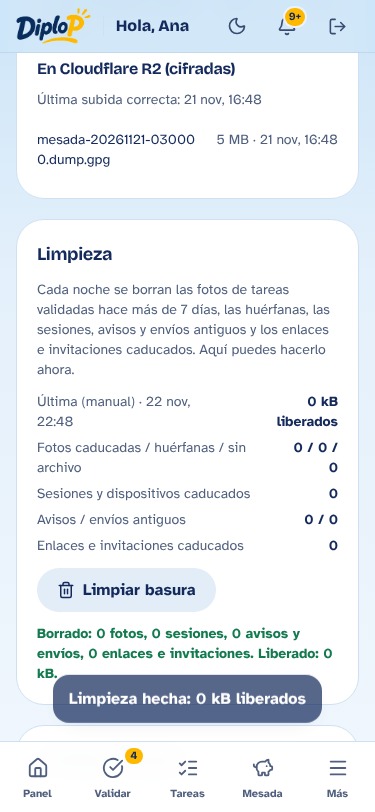 DiploP
Hola, Ana
9+
En Cloudflare R2 (cifradas)
Última subida correcta: 21 nov, 16:48
mesada-20261121-03000 5 MB · 21 nov, 16:48
0.dump.gpg
Limpieza
Cada noche se borran las fotos de tareas
validadas hace más de 7 días, las huérfanas, las
sesiones, avisos y envíos antiguos y los enlaces
e invitaciones caducados. Aquí puedes hacerlo
ahora.
Última (manual) · 22 nov, 0 kB
22:48 liberados
Fotos caducadas / huérfanas / sin 0 / 0 /
archivo 0
Sesiones y dispositivos caducados 0
Avisos / envíos antiguos 0 / 0
Enlaces e invitaciones caducados 0
Limpiar basura
Borrado: 0 fotos, 0 sesiones, 0 avisos y
envíos, 0 enlaces e invitaciones. Liberado: 0
kB.
Limpieza hecha: 0 kB liberados
2
Panel Validar Tareas Mesada Más